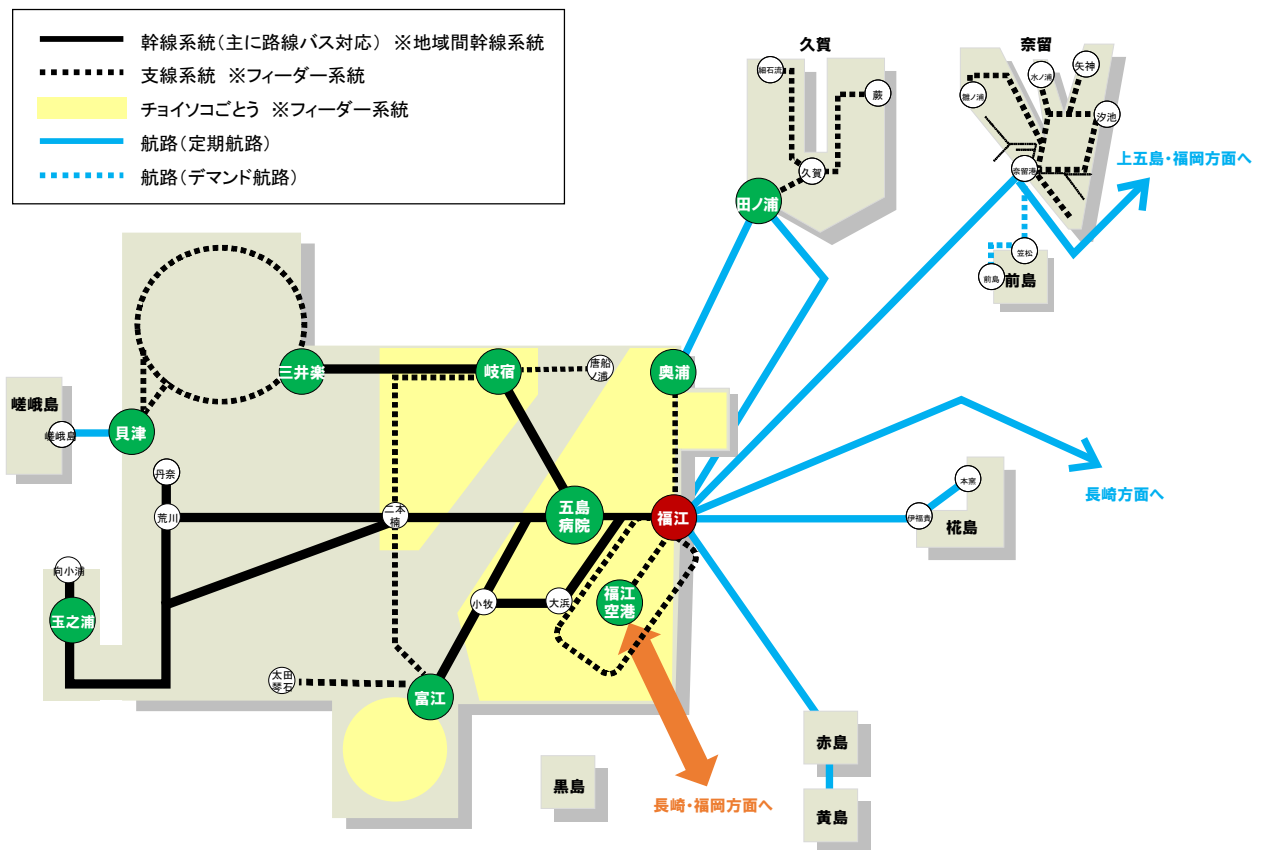 幹線系統(主に路線バス対応) ※地域間幹線系統
支線系統 ※フィーダー系統
チョイソコごとう ※フィーダー系統
航路(定期航路)
航路(デマンド航路)
久賀
細石流
蕨
久賀
田ノ浦
奈留
矢神
水ノ浦
雛ノ浦
汐池
奈留港
上五島・福岡方面へ
笠松
前島
前島
三井楽
岐宿
唐船
ノ浦
奥浦
嵯峨島
嵯峨島
貝津
丹奈
荒川
二本
楠
五島
病院
福江
長崎方面へ
本窯
伊福貴
椛島
向小浦
玉之浦
小牧
大浜
福江
空港
太田
琴石
富江
黒島
長崎・福岡方面へ
赤島
黄島